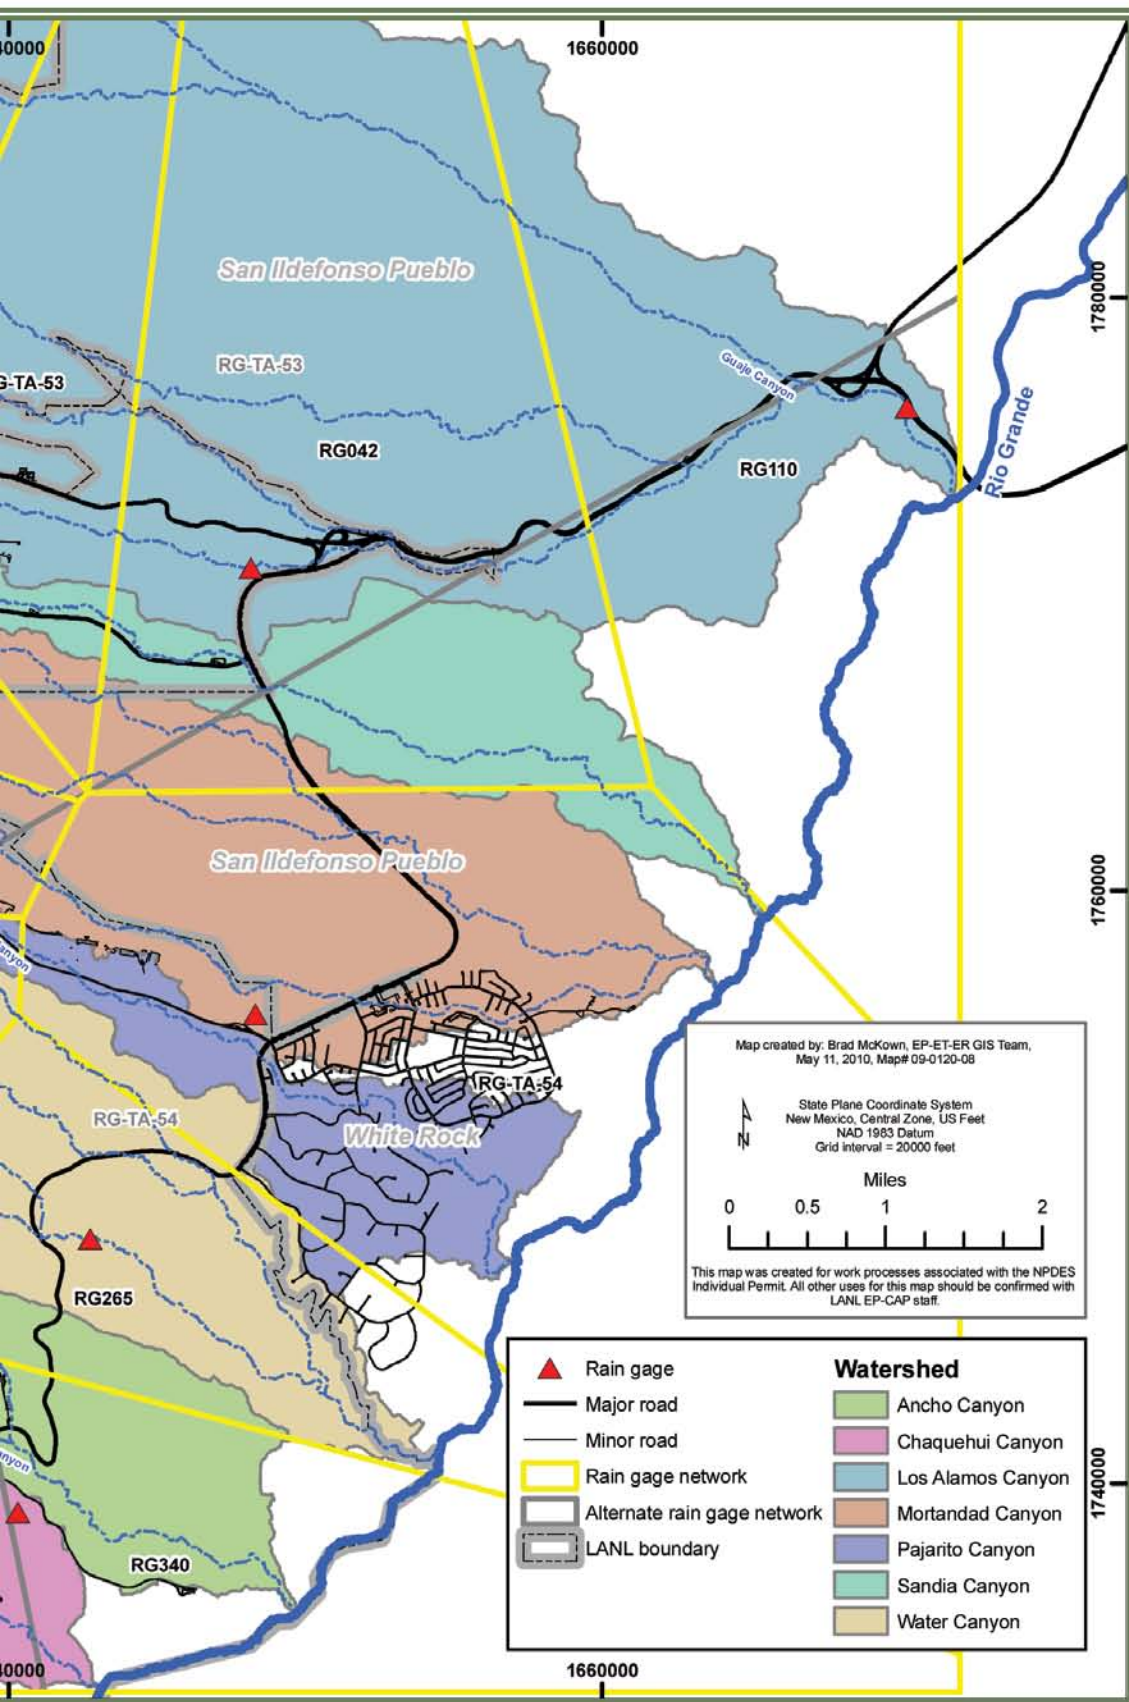 40000
1660000
San Ildefonso Pueblo
1780000
RG-TA-53
G-TA-53
Guaje Canyon
Rio Grande
RG042
RG110
San Ildefonso Pueblo
1760000
anyon
RG-TA-54
RG-TA-54
White Rock
RG265
Map created by: Brad McKown, EP-ET-ER GIS Team,
May 11, 2010, Map# 09-0120-08
N
State Plane Coordinate System
New Mexico, Central Zone, US Feet
NAD 1983 Datum
Grid interval = 20000 feet
Miles
0 0.5 1 2
This map was created for work processes associated with the NPDES
Individual Permit. All other uses for this map should be confirmed with
LANL EP-CAP staff.
Rain gage
Major road
Minor road
Rain gage network
Alternate rain gage network
LANL boundary
Watershed
Ancho Canyon
Chaquehui Canyon
Los Alamos Canyon
Mortandad Canyon
Pajarito Canyon
Sandia Canyon
Water Canyon
1740000
anyon
RG340
40000
1660000